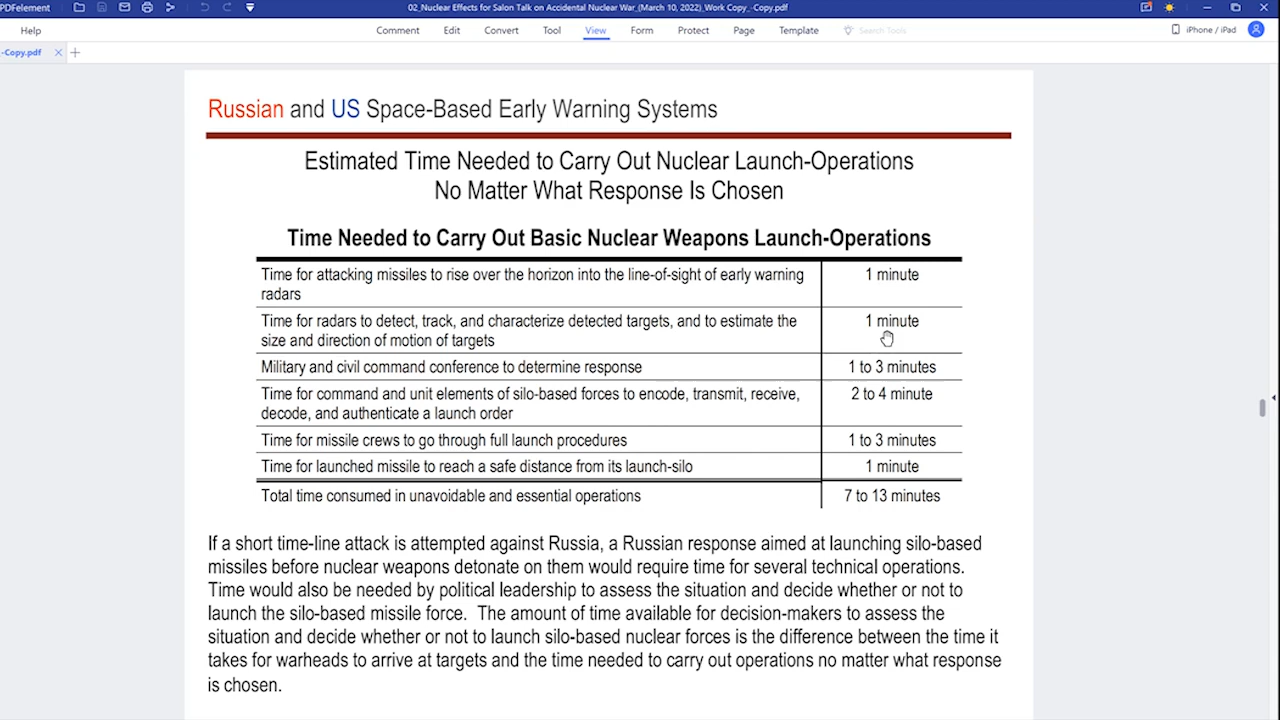 PDFelement
02_Nuclear Effects for Salon Talk on Accidental Nuclear War_(March 10, 2022)_Work Copy_-Copy.pdf
Help
Comment Edit Convert Tool View Form Protect Page Template Search Tools
iPhone / iPad
-Copy.pdf
Russian and US Space-Based Early Warning Systems
Estimated Time Needed to Carry Out Nuclear Launch-Operations
No Matter What Response Is Chosen
Time Needed to Carry Out Basic Nuclear Weapons Launch-Operations
Time for attacking missiles to rise over the horizon into the line-of-sight of early warning 1 minute
radars
Time for radars to detect, track, and characterize detected targets, and to estimate the 1 minute
size and direction of motion of targets
Military and civil command conference to determine response 1 to 3 minutes
Time for command and unit elements of silo-based forces to encode, transmit, receive, 2 to 4 minute
decode, and authenticate a launch order
Time for missile crews to go through full launch procedures 1 to 3 minutes
Time for launched missile to reach a safe distance from its launch-silo 1 minute
Total time consumed in unavoidable and essential operations 7 to 13 minutes
If a short time-line attack is attempted against Russia, a Russian response aimed at launching silo-based
missiles before nuclear weapons detonate on them would require time for several technical operations.
Time would also be needed by political leadership to assess the situation and decide whether or not to
launch the silo-based missile force. The amount of time available for decision-makers to assess the
situation and decide whether or not to launch silo-based nuclear forces is the difference between the time it
takes for warheads to arrive at targets and the time needed to carry out operations no matter what response
is chosen.